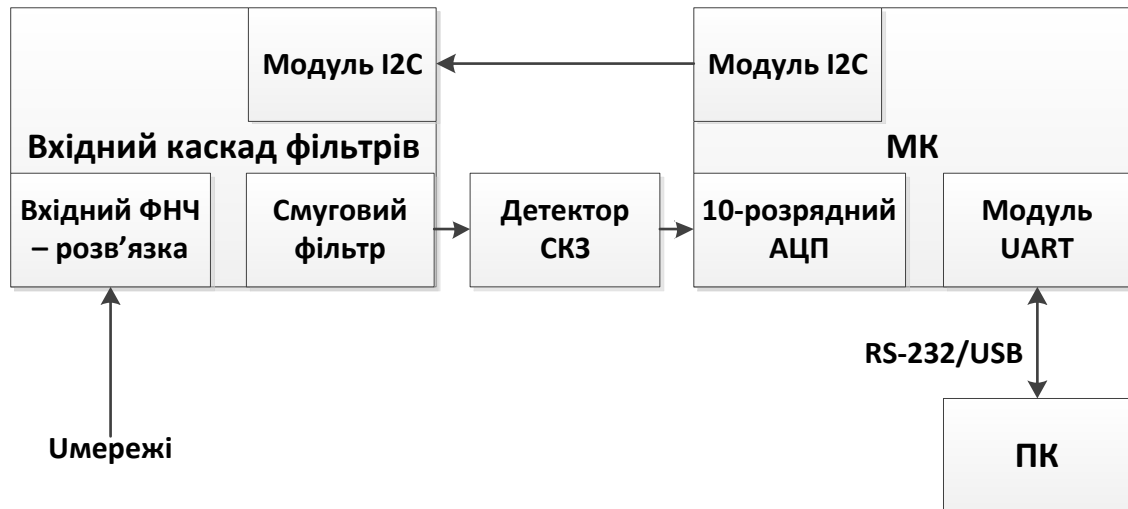 Модуль I2C
Модуль I2C
Вхідний каскад фільтрів
МК
Вхідний ФНЧ
– розв’язка
Смуговий
фільтр
Детектор
СКЗ
10-розрядний
АЦП
Модуль
UART
RS-232/USB
Uмережі
ПК